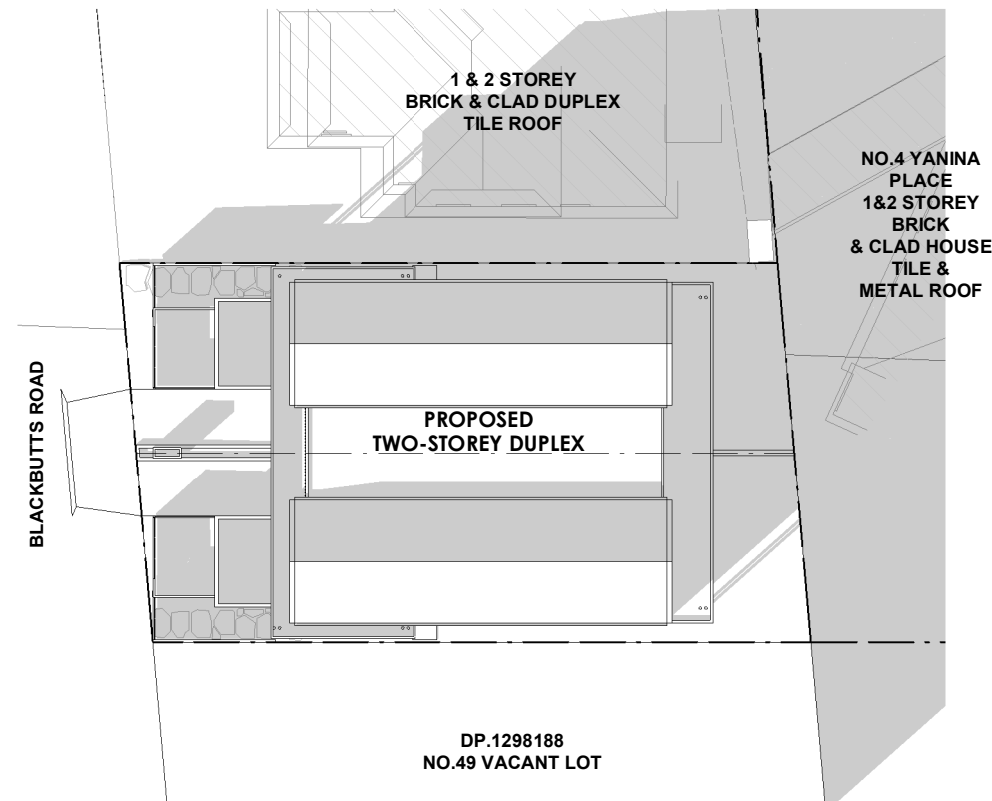 1 & 2 STOREY
BRICK & CLAD DUPLEX
TILE ROOF
NO.4 YANINA
PLACE
1&2 STOREY
BRICK
& CLAD HOUSE
TILE &
METAL ROOF
BLACKBUTTS ROAD
PROPOSED
TWO-STOREY DUPLEX
DP.1298188
NO.49 VACANT LOT